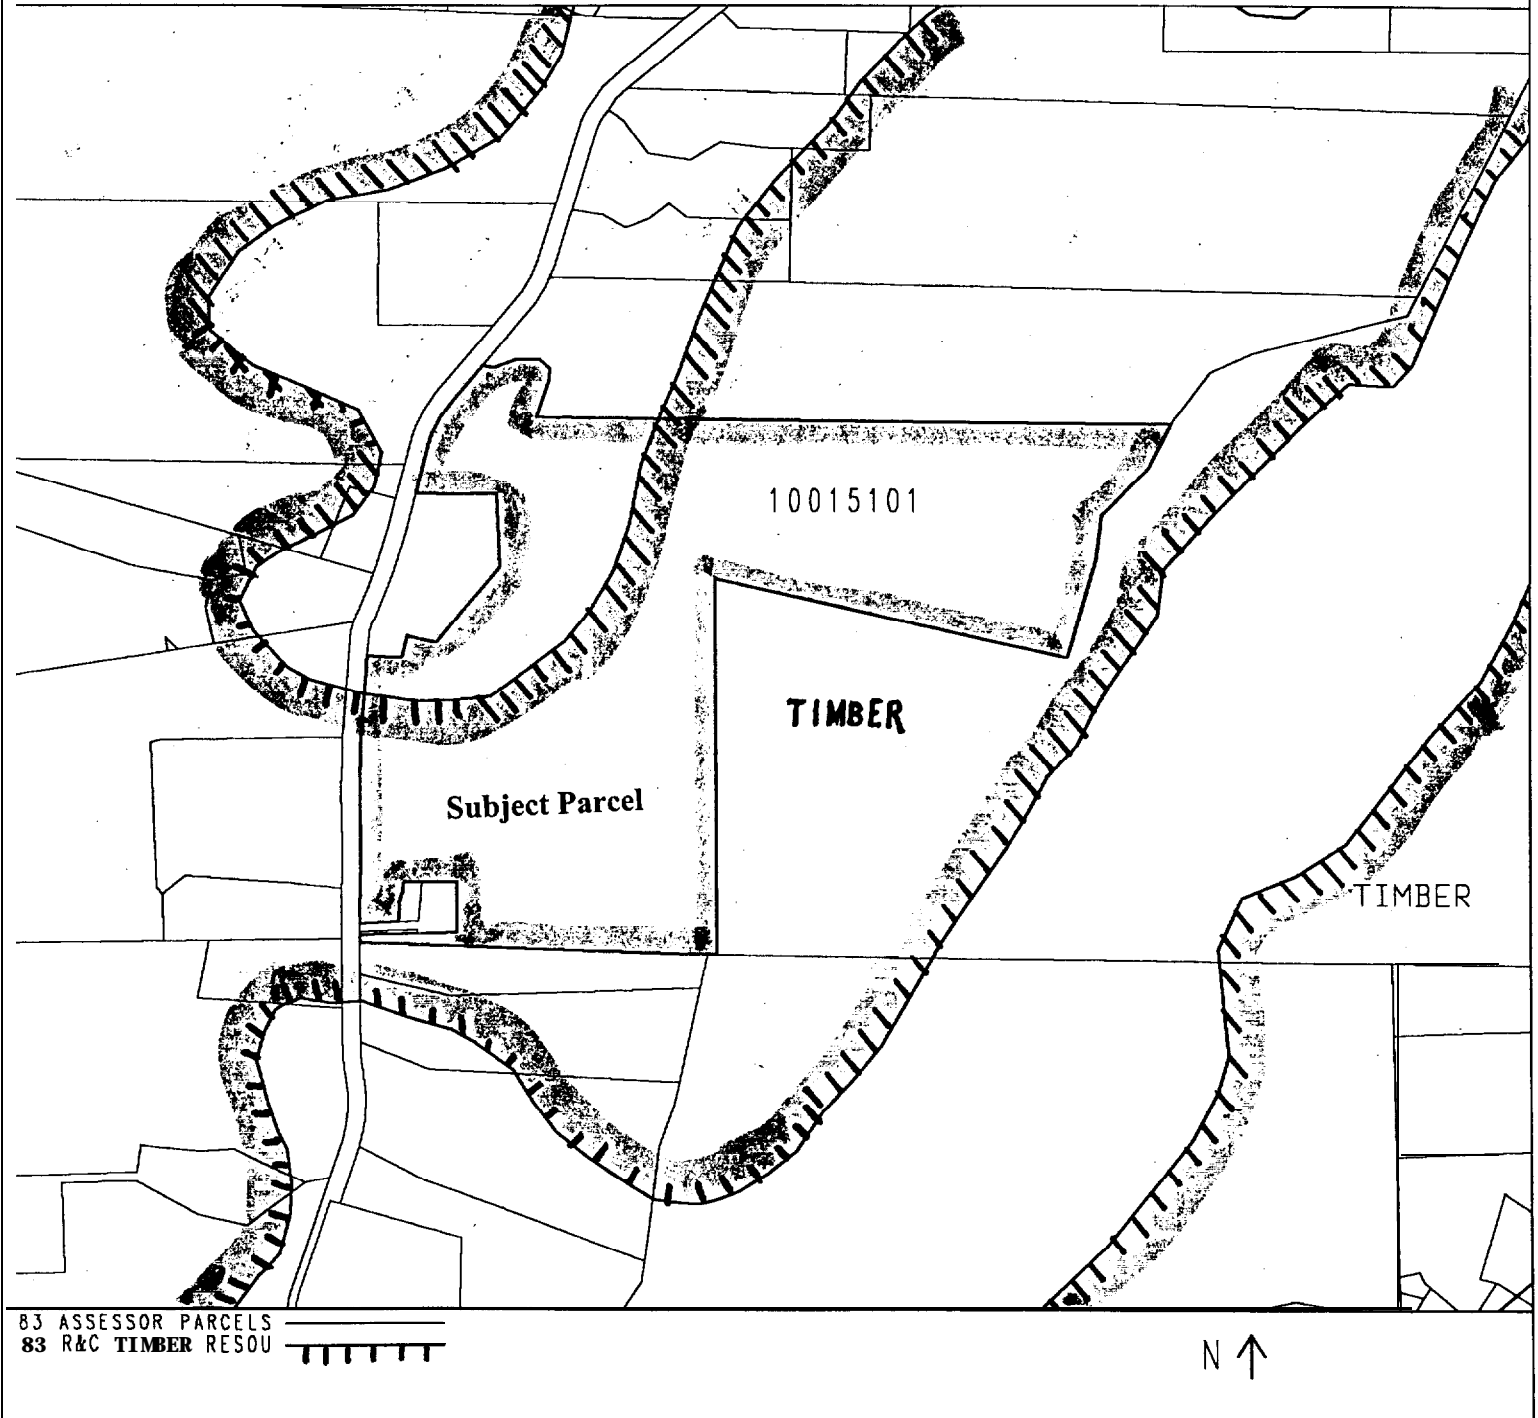 10015101
TIMBER
Subject Parcel
TIMBER
83 ASSESSOR PARCELS
83 R&C TIMBER RESOU
N